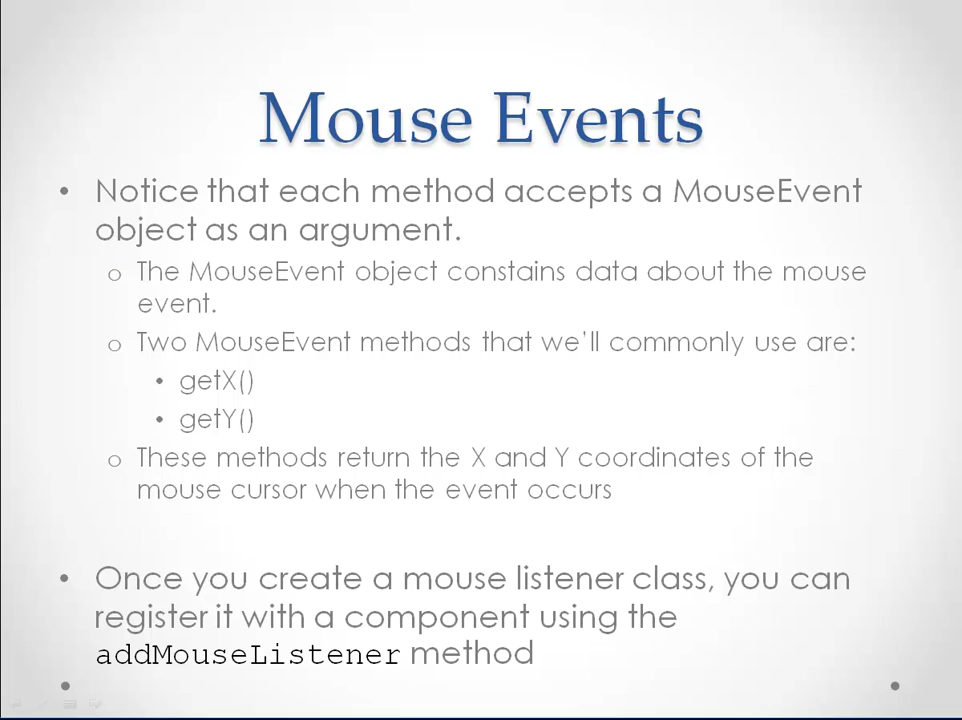 Mouse Events
• Notice that each method accepts a MouseEvent
object as an argument.
o The MouseEvent object constains data about the mouse
event.
o Two MouseEvent methods that we'll commonly use are:
• getX()
• getY()
o These methods return the X and Y coordinates of the
mouse cursor when the event occurs
• Once you create a mouse listener class, you can
register it with a component using the
addMouseListener method